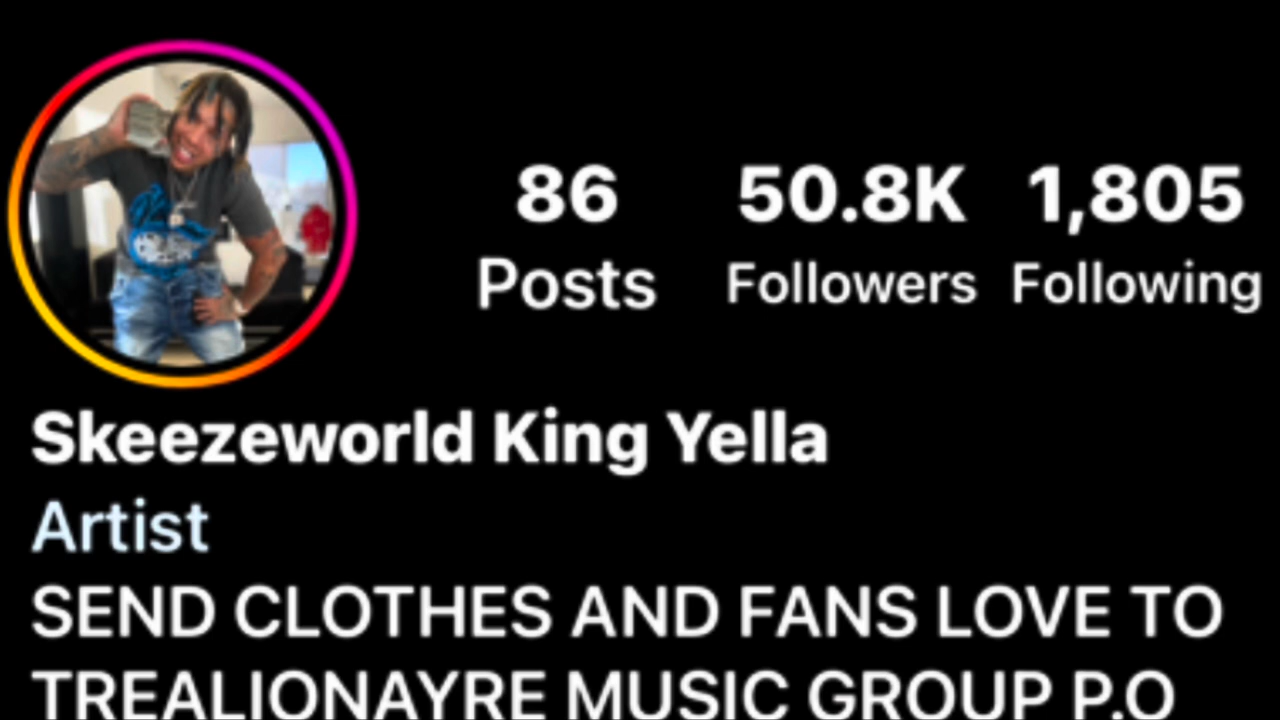 86 50.8K 1,805
Posts Followers Following
Skeezeworld King Yella
Artist
SEND CLOTHES AND FANS LOVE TO
TREALIONAYRE MUSIC GROUP P.O